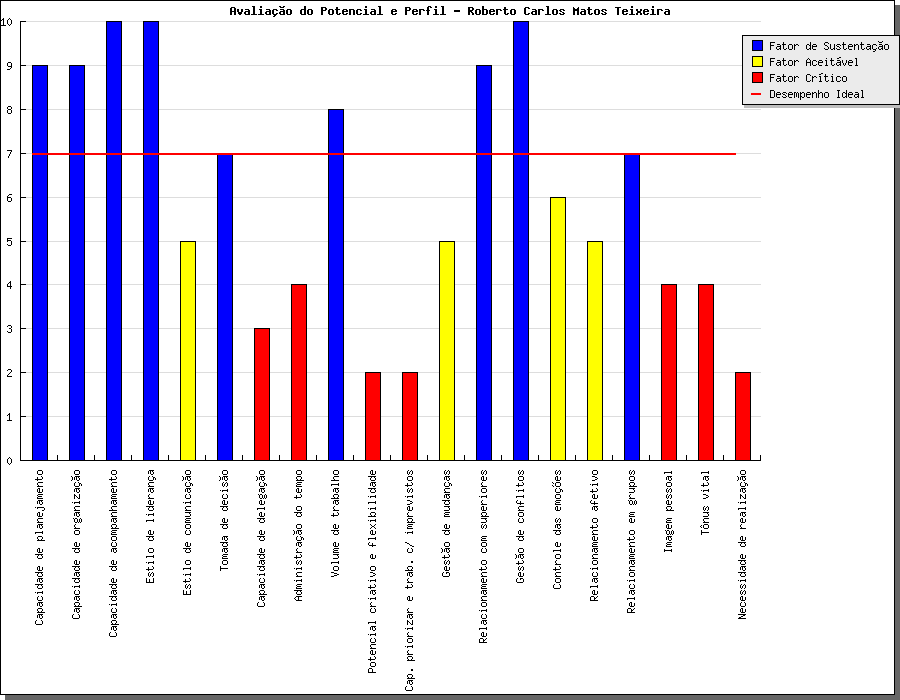 Avaliação do Potencial e Perfil - Roberto Carlos Matos Teixeira
Fator de Sustentação
Fator Aceitável
Fator Crítico
Desempenho Ideal
10
9
8
7
6
5
4
3
2
1
0
Capacidade de planejamento
Capacidade de organização
Capacidade de acompanhamento
Estilo de liderança
Estilo de comunicação
Tomada de decisão
Capacidade de delegação
Administração do tempo
Volume de trabalho
Potencial criativo e flexibilidade
Cap. priorizar e trab. c/ imprevistos
Gestão de mudanças
Relacionamento com superiores
Gestão de conflitos
Controle das emoções
Relacionamento afetivo
Relacionamento em grupos
Imagem pessoal
Tônus vital
Necessidade de realização